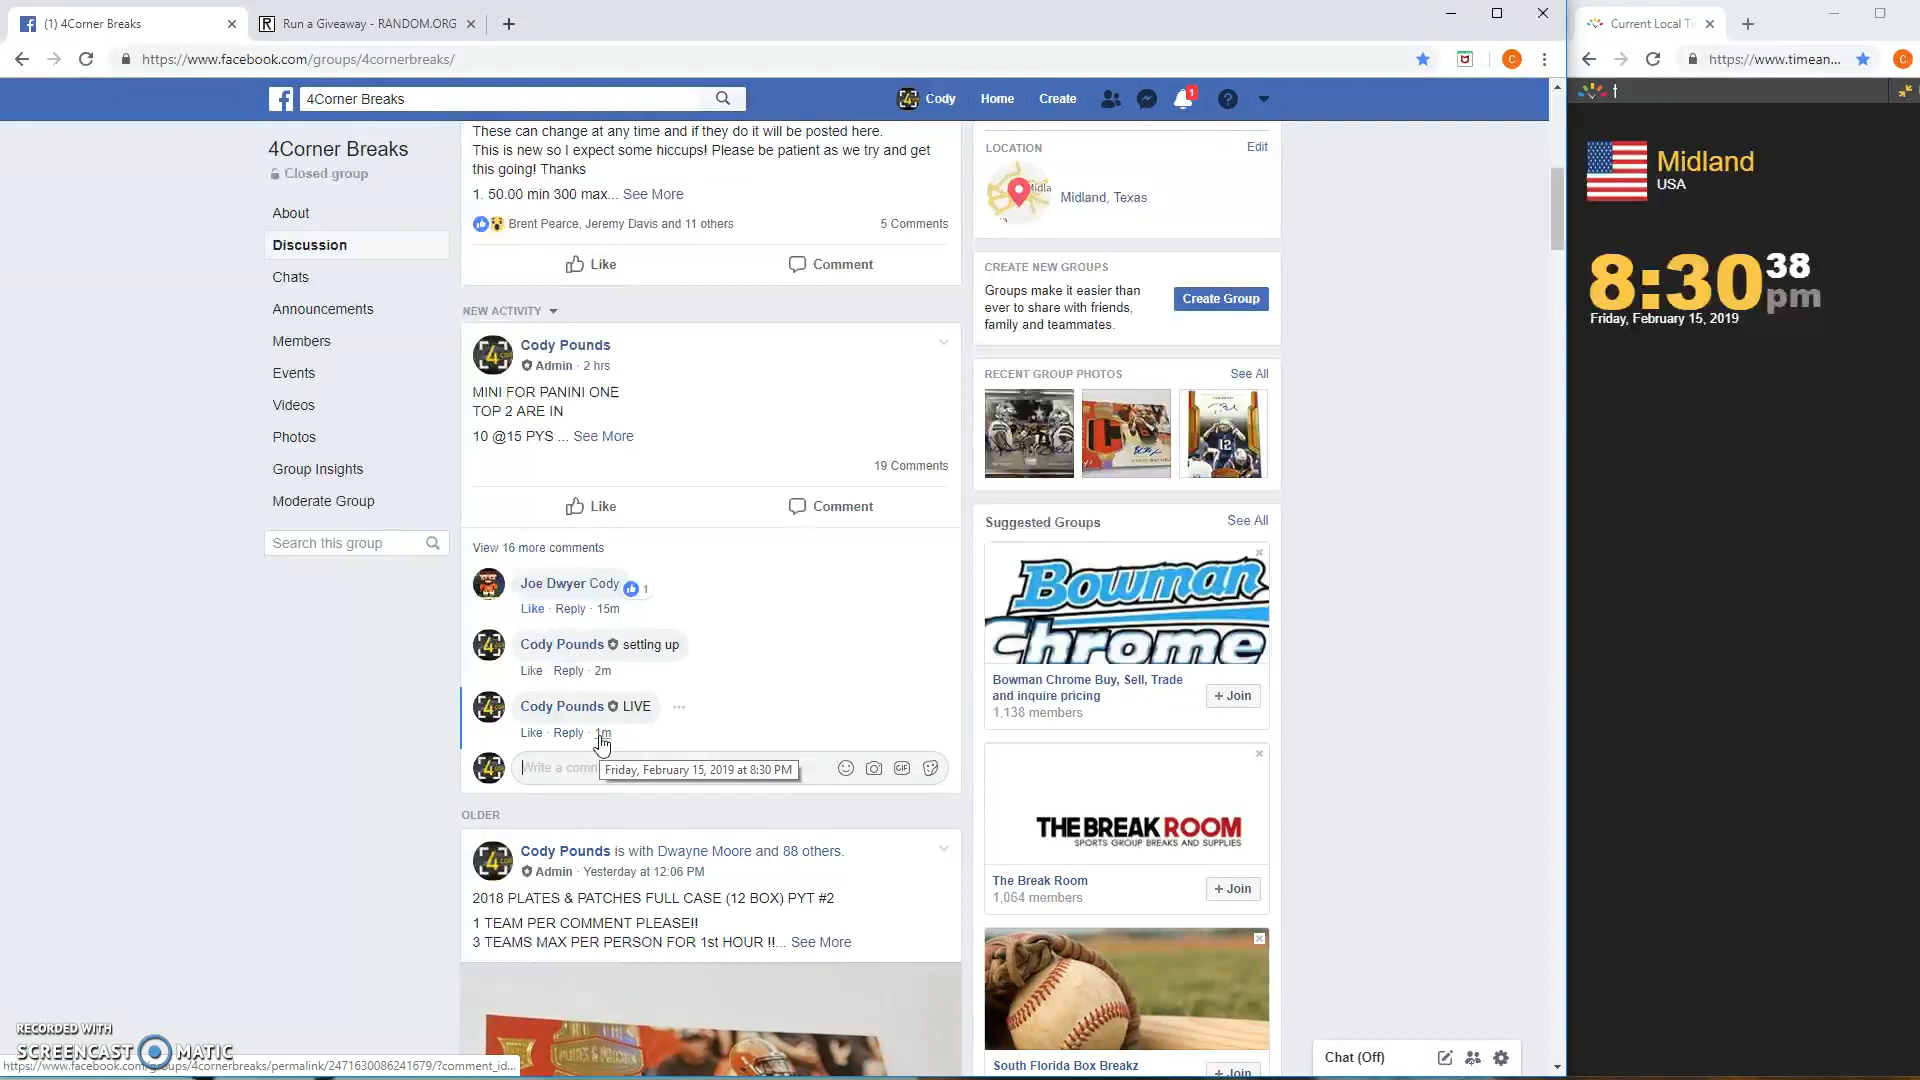 (1) 4Corner Breaks
Run a Giveaway - RANDOM.ORG
Current Local Ti
https://www.facebook.com/groups/4cornerbreaks/
C
https://www.timean...
C
4Corner Breaks
Cody
Home
Create
1
4Corner Breaks
Closed group
About
Discussion
Chats
Announcements
Members
Events
Videos
Photos
Group Insights
Moderate Group
Search this group
These can change at any time and if they do it will be posted here.
This is new so I expect some hiccups! Please be patient as we try and get
this going! Thanks
1. 50.00 min 300 max... See More
Brent Pearce, Jeremy Davis and 11 others
5 Comments
Like
Comment
NEW ACTIVITY
Cody Pounds
Admin · 2 hrs
MINI FOR PANINI ONE
TOP 2 ARE IN
10 @15 PYS ... See More
19 Comments
Like
Comment
View 16 more comments
Joe Dwyer Cody
1
Like · Reply · 15m
Cody Pounds setting up
Like · Reply · 2m
Cody Pounds LIVE
Like · Reply · 1m
Friday, February 15, 2019 at 8:30 PM
GIF
OLDER
Cody Pounds is with Dwayne Moore and 88 others.
Admin · Yesterday at 12:06 PM
2018 PLATES & PATCHES FULL CASE (12 BOX) PYT #2
1 TEAM PER COMMENT PLEASE!!
3 TEAMS MAX PER PERSON FOR 1st HOUR !!... See More
LOCATION
Edit
Midland, Texas
CREATE NEW GROUPS
Groups make it easier than
ever to share with friends,
family and teammates.
Create Group
RECENT GROUP PHOTOS
See All
Suggested Groups
See All
Bowman
Chrome
Bowman Chrome Buy, Sell, Trade
and inquire pricing
1,138 members
+ Join
THE BREAK ROOM
SPORTS GROUP BREAKS AND SUPPLIES
The Break Room
1,064 members
+ Join
South Florida Box Breakz
+ Join
Chat (Off)
Midland
USA
8:30 38
pm
Friday, February 15, 2019
RECORDED WITH
SCREENCAST MATIC
https://www.facebook.com/groups/4cornerbreaks/permalink/2471630086241679/?comment_id...